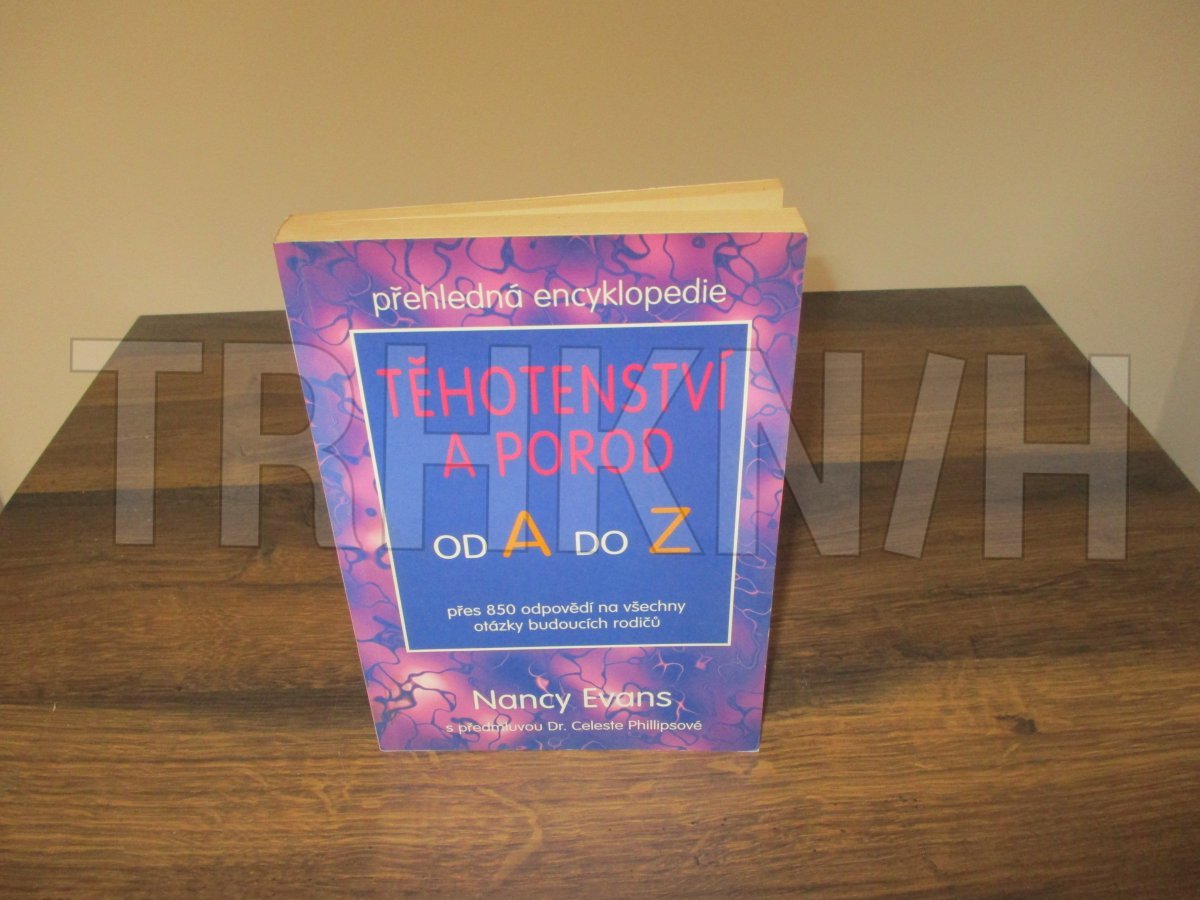 přehledná encyklopedie
TĚHOTENSTVÍ
A POROD
OD A DO Z
přes 850 odpovědí na všechny
otázky budoucích rodičů
Nancy Evans
s předmluvou Dr. Celeste Phillipsové
TRHKNIH